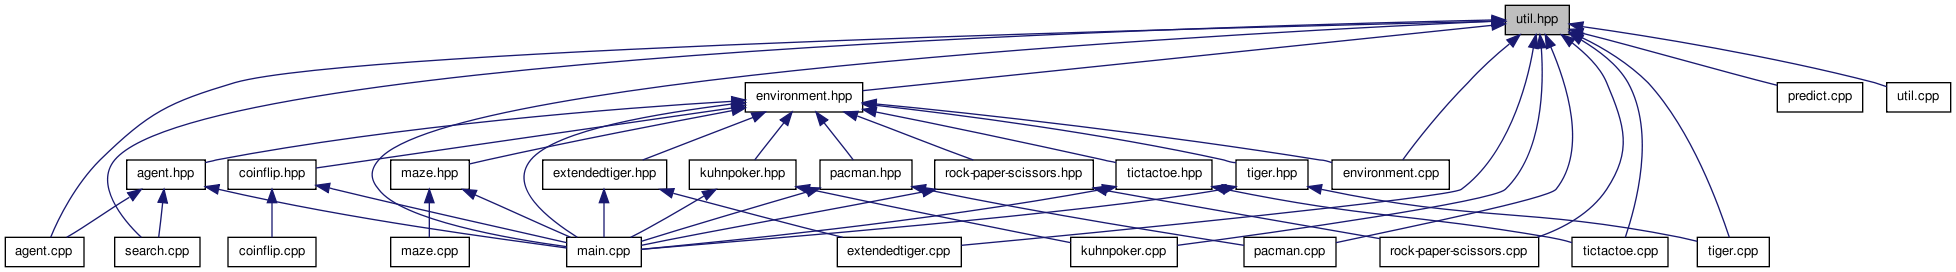 util.hpp
environment.hpp
predict.cpp
util.cpp
agent.hpp
coinflip.hpp
maze.hpp
extendedtiger.hpp
kuhnpoker.hpp
pacman.hpp
rock-paper-scissors.hpp
tictactoe.hpp
tiger.hpp
environment.cpp
agent.cpp
search.cpp
coinflip.cpp
maze.cpp
main.cpp
extendedtiger.cpp
kuhnpoker.cpp
pacman.cpp
rock-paper-scissors.cpp
tictactoe.cpp
tiger.cpp